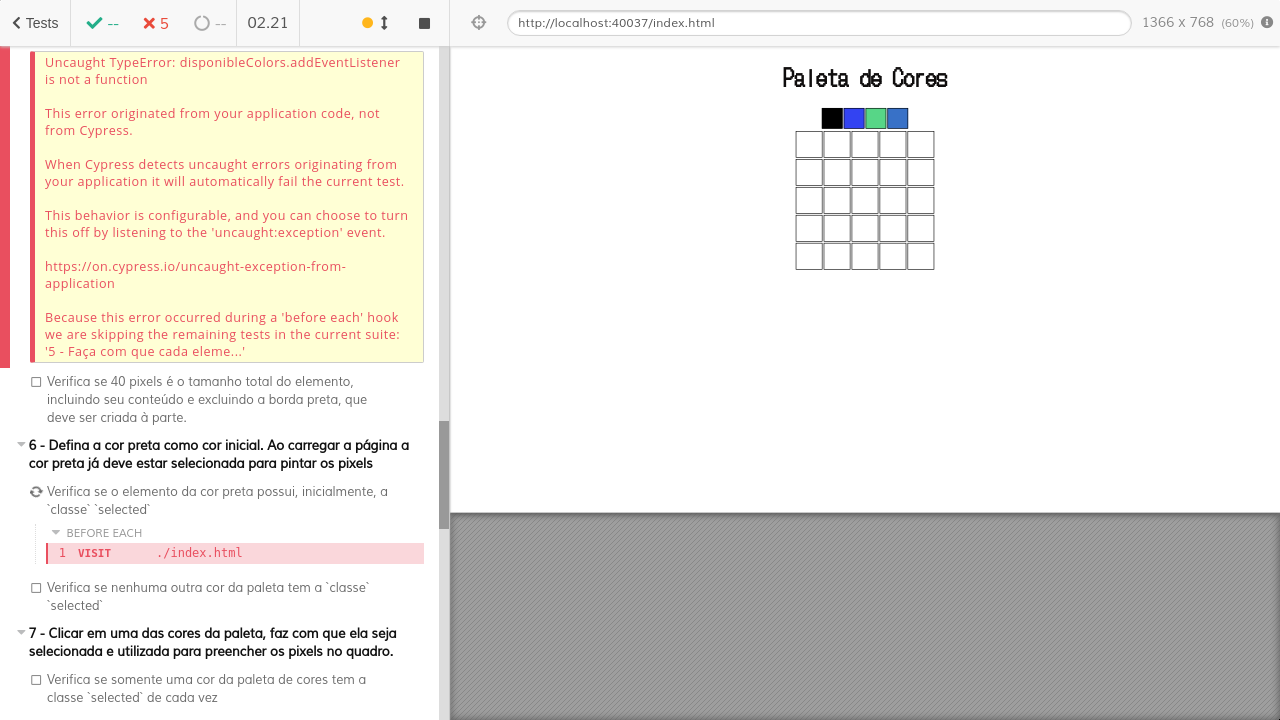 Tests
--
5
--
02.21
http://localhost:40037/index.html
1366 x 768 (60%)
Uncaught TypeError: disponibleColors.addEventListener
is not a function
This error originated from your application code, not
from Cypress.
When Cypress detects uncaught errors originating from
your application it will automatically fail the current test.
This behavior is configurable, and you can choose to turn
this off by listening to the 'uncaught:exception' event.
https://on.cypress.io/uncaught-exception-from-
application
Because this error occurred during a 'before each' hook
we are skipping the remaining tests in the current suite:
'5 - Faça com que cada eleme...'
Verifica se 40 pixels é o tamanho total do elemento,
incluindo seu conteúdo e excluindo a borda preta, que
deve ser criada à parte.
6 - Defina a cor preta como cor inicial. Ao carregar a página a
cor preta já deve estar selecionada para pintar os pixels
Verifica se o elemento da cor preta possui, inicialmente, a
`classe` `selected`
BEFORE EACH
1 VISIT ./index.html
Verifica se nenhuma outra cor da paleta tem a `classe`
`selected`
7 - Clicar em uma das cores da paleta, faz com que ela seja
selecionada e utilizada para preencher os pixels no quadro.
Verifica se somente uma cor da paleta de cores tem a
classe `selected` de cada vez
Paleta de Cores